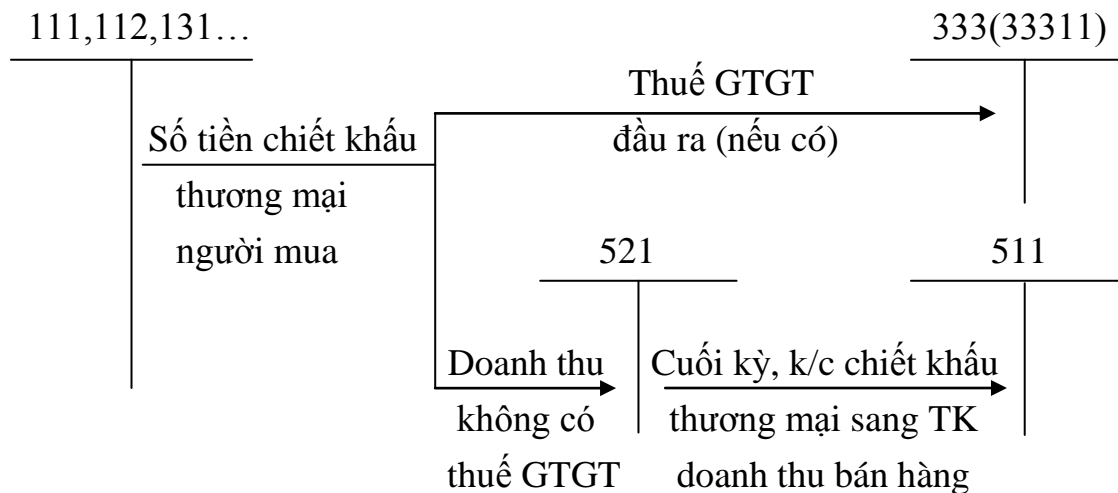 111,112,131…
333(33311)
Thuế GTGT
đầu ra (nếu có)
Số tiền chiết khấu
thương mại
người mua
521
511
Doanh thu
không có
thuế GTGT
Cuối kỳ, k/c chiết khấu
thương mại sang TK
doanh thu bán hàng